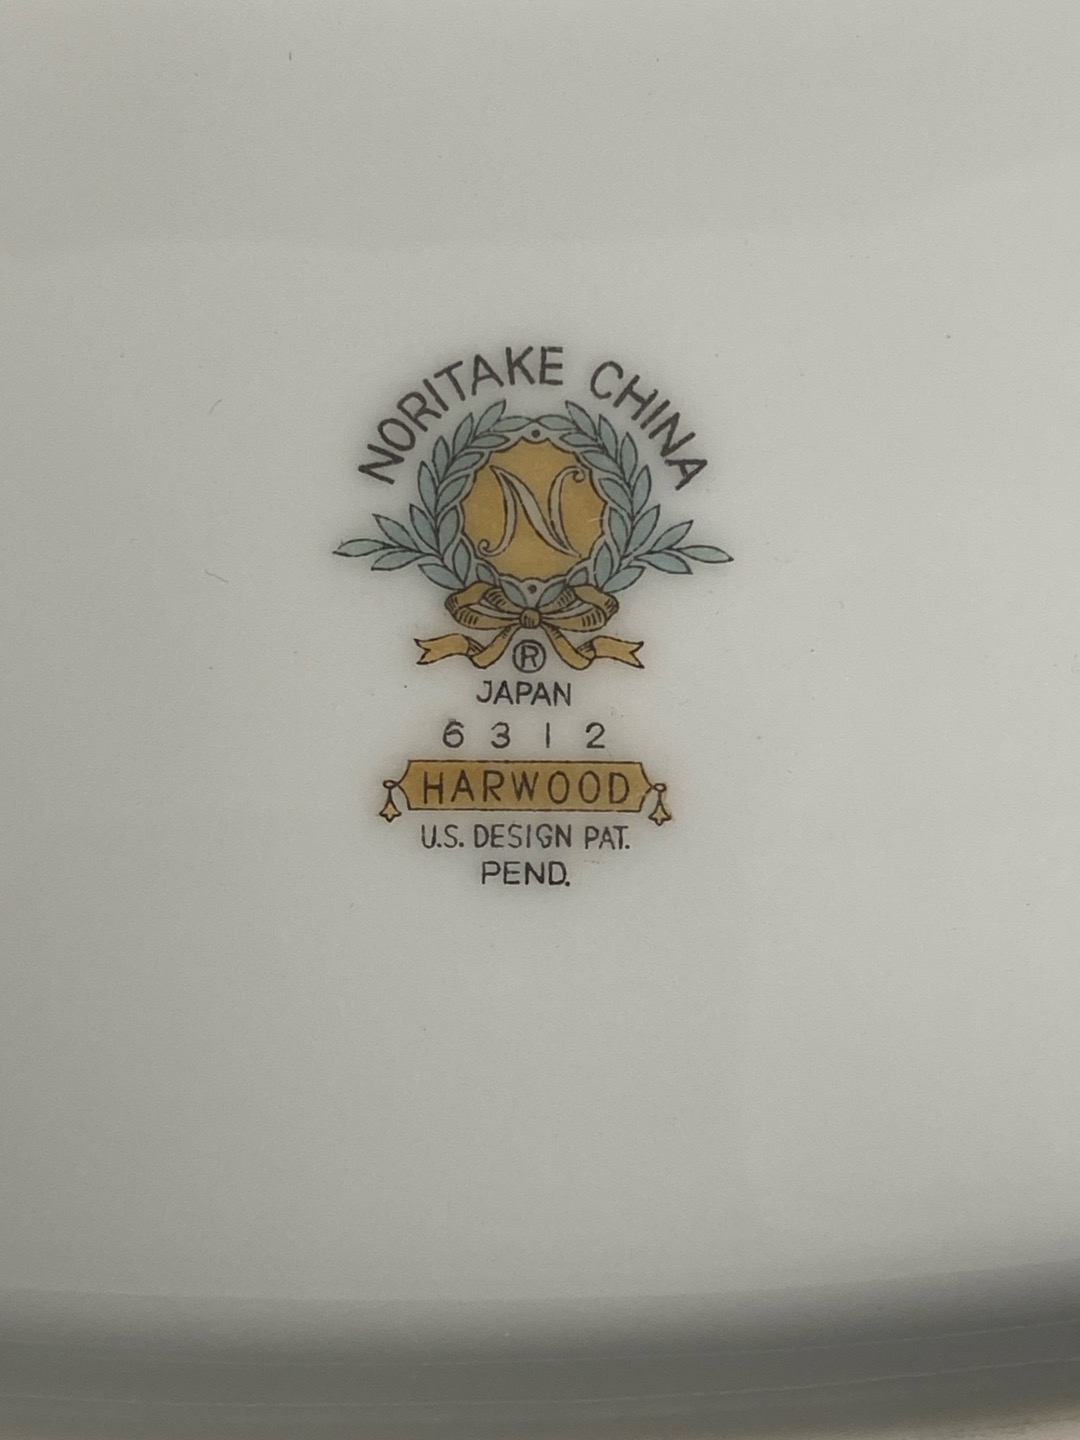 NORITAKE CHINA
N
®
JAPAN
6312
HARWOOD
U.S. DESIGN PAT.
PEND.